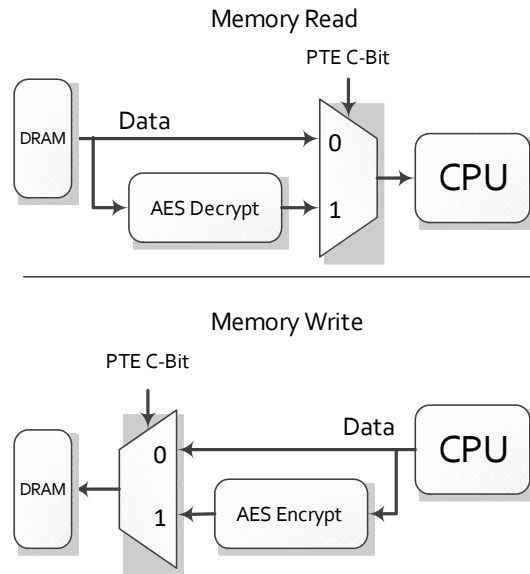 Memory Read
PTE C-Bit
DRAM
Data
0
CPU
AES Decrypt
1
Memory Write
PTE C-Bit
Data
0
CPU
DRAM
1
AES Encrypt